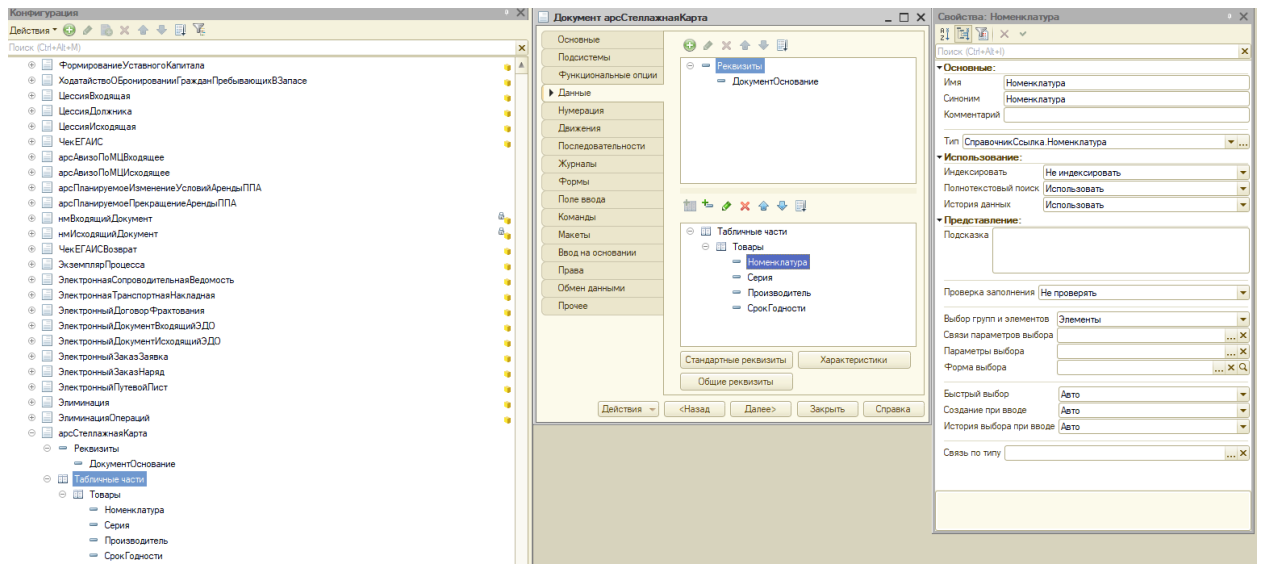 Конфигурация
Действия
Поиск (Ctrl+Alt+M)
ФормированиеУставногоКапитала
ХодатайствоОБронированииГражданПребывающихВЗапасе
ЦессияВходящая
ЦессияДолжника
ЦессияИсходящая
ЧекЕГАИС
арсАвизоПоМЦВходящее
арсАвизоПоМЦИсходящее
арсПланируемоеИзменениеУсловийАрендыППА
арсПланируемоеПрекращениеАрендыППА
нмВходящийДокумент
нмИсходящийДокумент
ЧекЕГАИСВозврат
ЭкземплярПроцесса
ЭлектроннаяСопроводительнаяВедомость
ЭлектроннаяТранспортнаяНакладная
ЭлектронныйДоговорФрахтования
ЭлектронныйДокументВходящийЭДО
ЭлектронныйДокументИсходящийЭДО
ЭлектронныйЗаказЗаявка
ЭлектронныйЗаказНаряд
ЭлектронныйПутевойЛист
Элиминация
ЭлиминацияОпераций
арсСтеллажнаяКарта
Реквизиты
ДокументОснование
Табличные части
Товары
Номенклатура
Серия
Производитель
СрокГодности
Документ арсСтеллажнаяКарта
Основные
Подсистемы
Функциональные опции
Данные
Нумерация
Движения
Последовательности
Журналы
Формы
Поле ввода
Команды
Макеты
Ввод на основании
Права
Обмен данными
Прочее
Реквизиты
ДокументОснование
Табличные части
Товары
Номенклатура
Серия
Производитель
СрокГодности
Стандартные реквизиты Характеристики
Общие реквизиты
Действия <Назад Далее> Закрыть Справка
Свойства: Номенклатура
Поиск (Ctrl+Alt+I)
Основные:
Имя Номенклатура
Синоним Номенклатура
Комментарий
Тип СправочникСсылка.Номенклатура
Использование:
Индексировать Не индексировать
Полнотекстовый поиск Использовать
История данных Использовать
Представление:
Подсказка
Проверка заполнения Не проверять
Выбор групп и элементов Элементы
Связи параметров выбора
Параметры выбора
Форма выбора
Быстрый выбор Авто
Создание при вводе Авто
История выбора при вводе Авто
Связь по типу